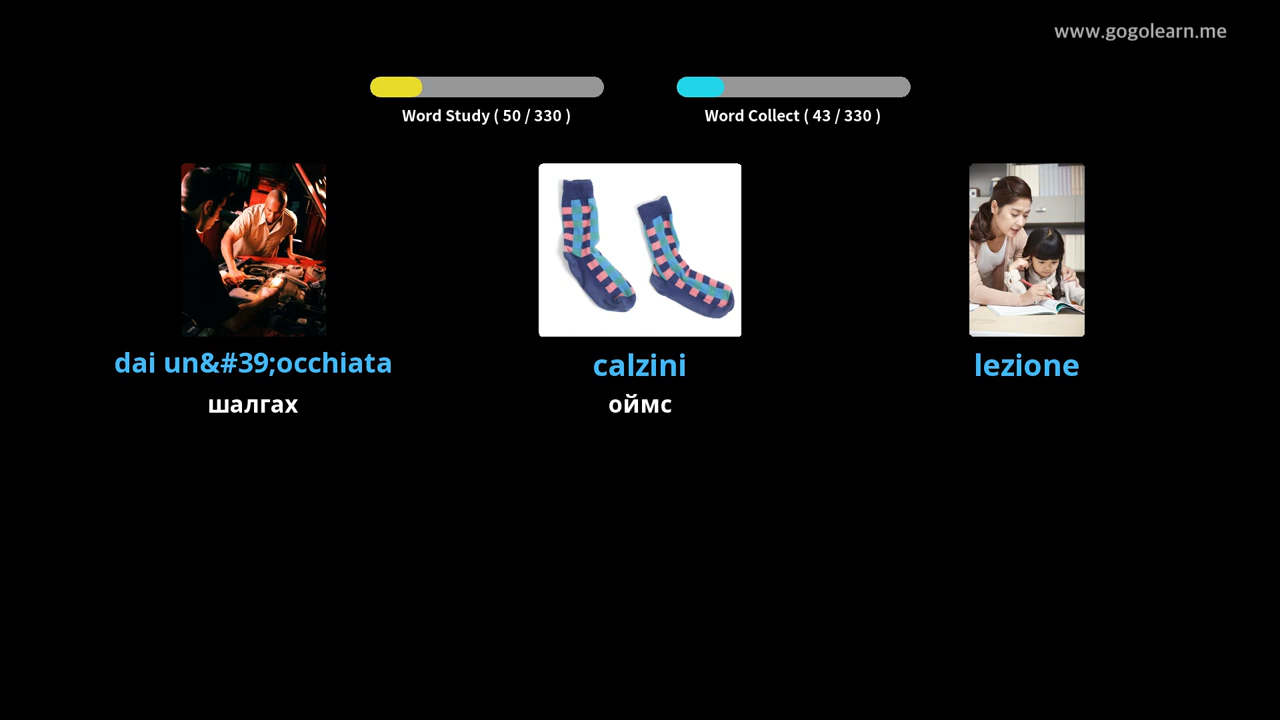 www.gogolearn.me
Word Study ( 50 / 330 )
Word Collect ( 43 / 330 )
dai un&#39;occhiata
calzini
lezione
шалгах
оймс